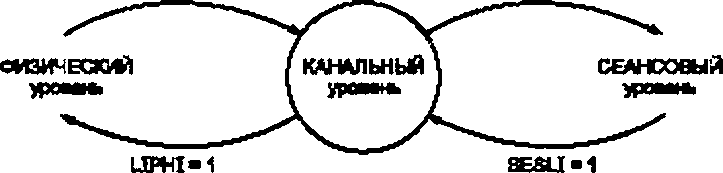 ФИЗИЧЕСКИЙ
уровень
КАНАЛЬНЫЙ
уровень
СЕАНСОВЫЙ
уровень
LIPHI = 1
SESLI = 1